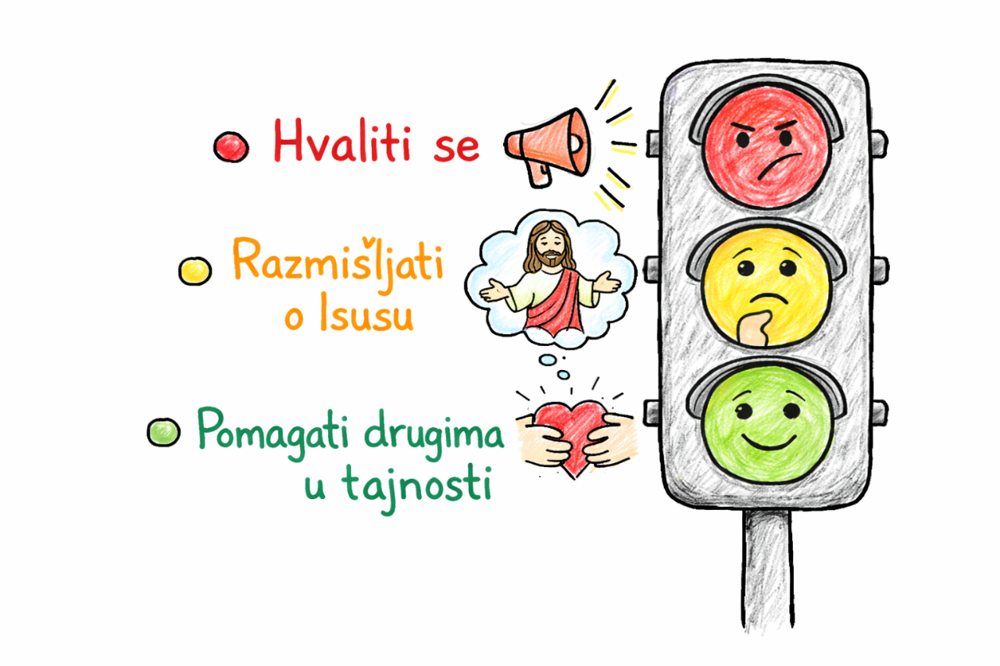 Hvaliti se
Razmišljati
o Isusu
Pomagati drugima
u tajnosti